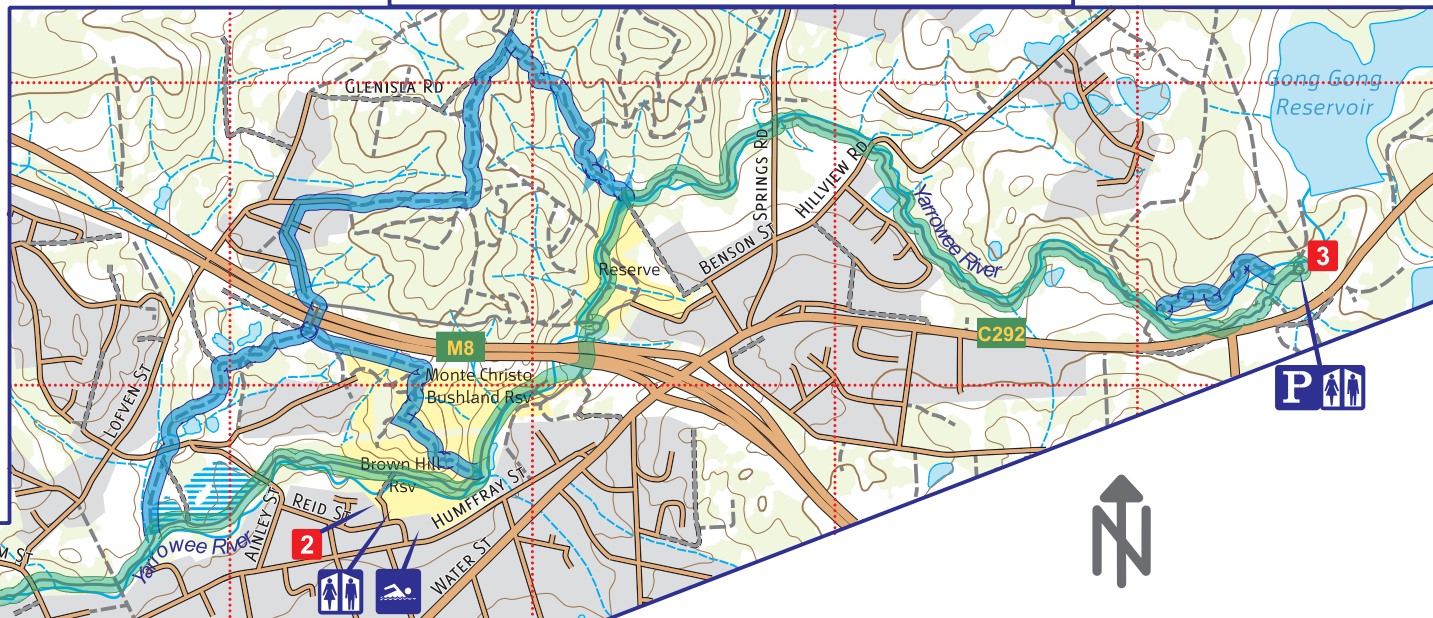 GLENISLA RD
Gong Gong
Reservoir
SPRINGS RD
HILLVIEW RD
Yarrowee River
BENSON ST
Reserve
3
C292
M8
Monte Christo
Bushland Rsv
P
LOFVEN ST
Brown Hill
Rsv
HUMFFRAY ST
REID ST
AINLEY ST
2
Yarrowee River
M ST
WATER ST
N